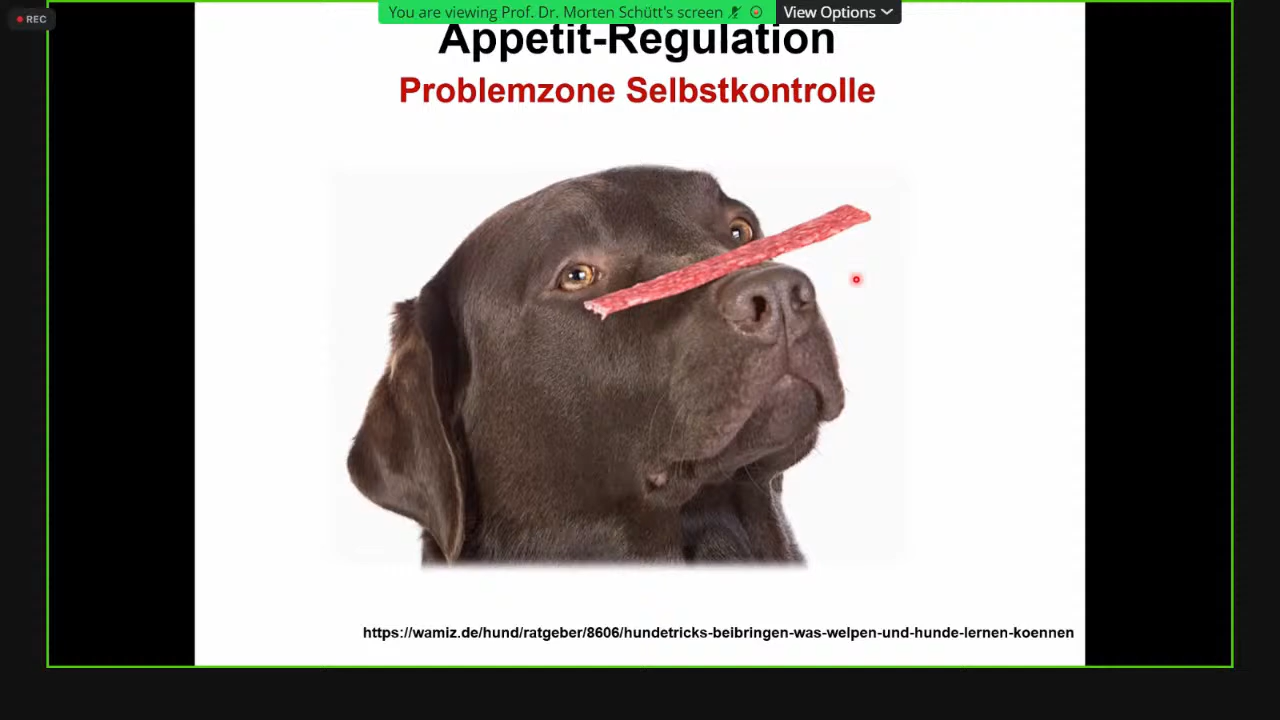 REC
You are viewing Prof. Dr. Morten Schütt's screen
View Options
Appetit-Regulation
Problemzone Selbstkontrolle
https://wamiz.de/hund/ratgeber/8606/hundetricks-beibringen-was-welpen-und-hunde-lernen-koennen